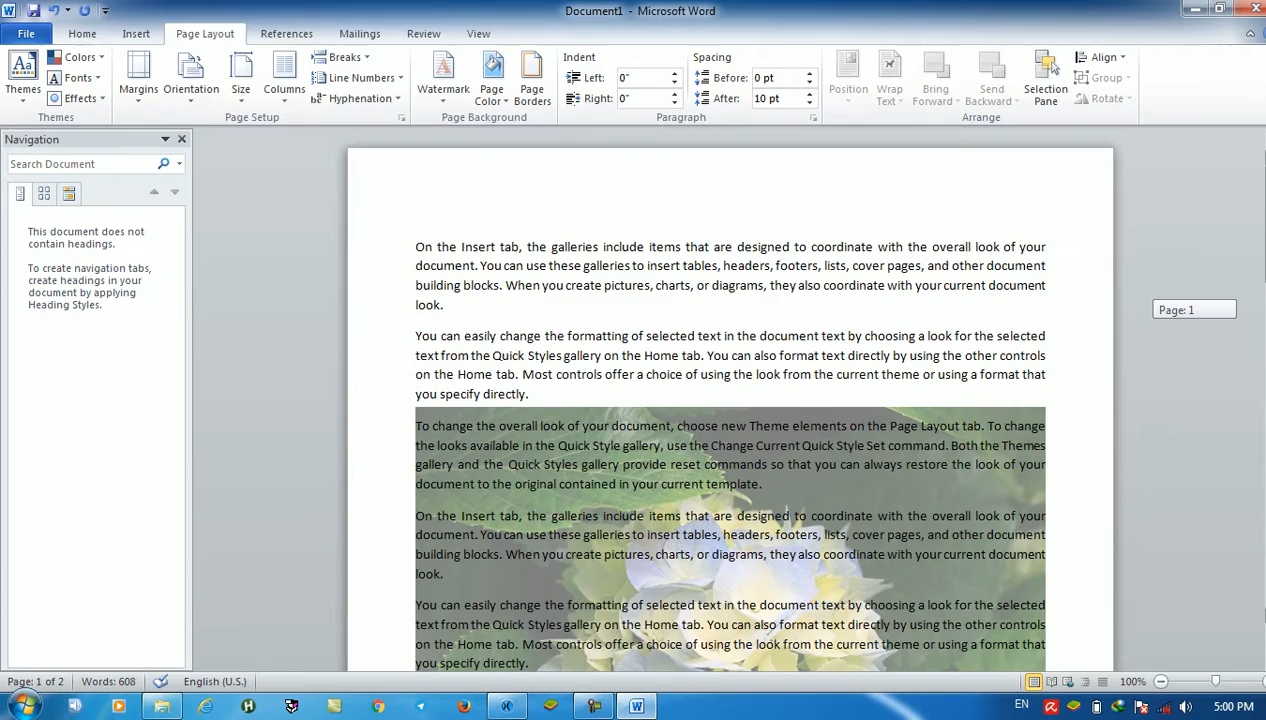 Document1 - Microsoft Word
File Home Insert Page Layout References Mailings Review View
Themes
Colors
Fonts
Effects
Themes
Margins
Orientation
Size
Columns
Breaks
Line Numbers
Hyphenation
Page Setup
Watermark
Page
Color
Page
Borders
Page Background
Indent
Left: 0"
Right: 0"
Spacing
Before: 0 pt
After: 10 pt
Paragraph
Position
Wrap
Text
Bring
Forward
Send
Backward
Selection
Pane
Align
Group
Rotate
Arrange
Navigation
Search Document
This document does not
contain headings.
To create navigation tabs,
create headings in your
document by applying
Heading Styles.
On the Insert tab, the galleries include items that are designed to coordinate with the overall look of your
document. You can use these galleries to insert tables, headers, footers, lists, cover pages, and other document
building blocks. When you create pictures, charts, or diagrams, they also coordinate with your current document
look.
You can easily change the formatting of selected text in the document text by choosing a look for the selected
text from the Quick Styles gallery on the Home tab. You can also format text directly by using the other controls
on the Home tab. Most controls offer a choice of using the look from the current theme or using a format that
you specify directly.
To change the overall look of your document, choose new Theme elements on the Page Layout tab. To change
the looks available in the Quick Style gallery, use the Change Current Quick Style Set command. Both the Themes
gallery and the Quick Styles gallery provide reset commands so that you can always restore the look of your
document to the original contained in your current template.
On the Insert tab, the galleries include items that are designed to coordinate with the overall look of your
document. You can use these galleries to insert tables, headers, footers, lists, cover pages, and other document
building blocks. When you create pictures, charts, or diagrams, they also coordinate with your current document
look.
You can easily change the formatting of selected text in the document text by choosing a look for the selected
text from the Quick Styles gallery on the Home tab. You can also format text directly by using the other controls
on the Home tab. Most controls offer a choice of using the look from the current theme or using a format that
you specify directly.
Page: 1
Page: 1 of 2 Words: 608 English (U.S.) 100%
EN 5:00 PM